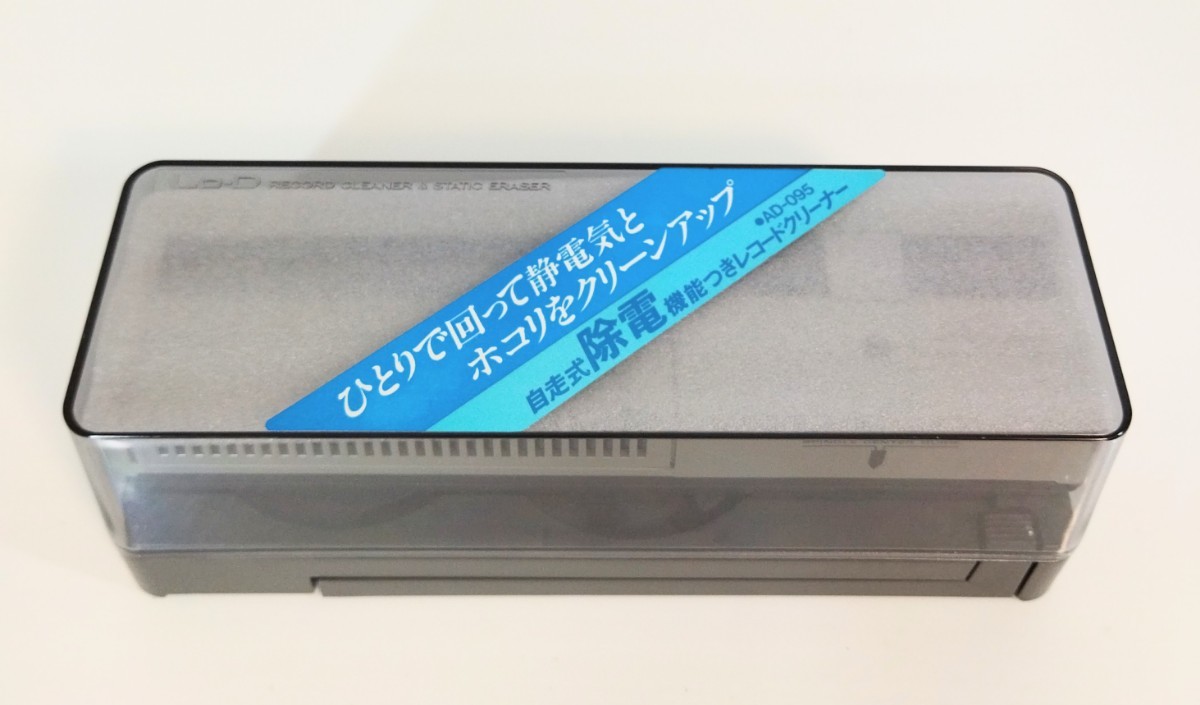 Lo-D RECORD CLEANER & STATIC ERASER
ひとりで回って静電気と
ホコリをクリーンアップ
●AD-095
自走式除電機能つきレコードクリーナー